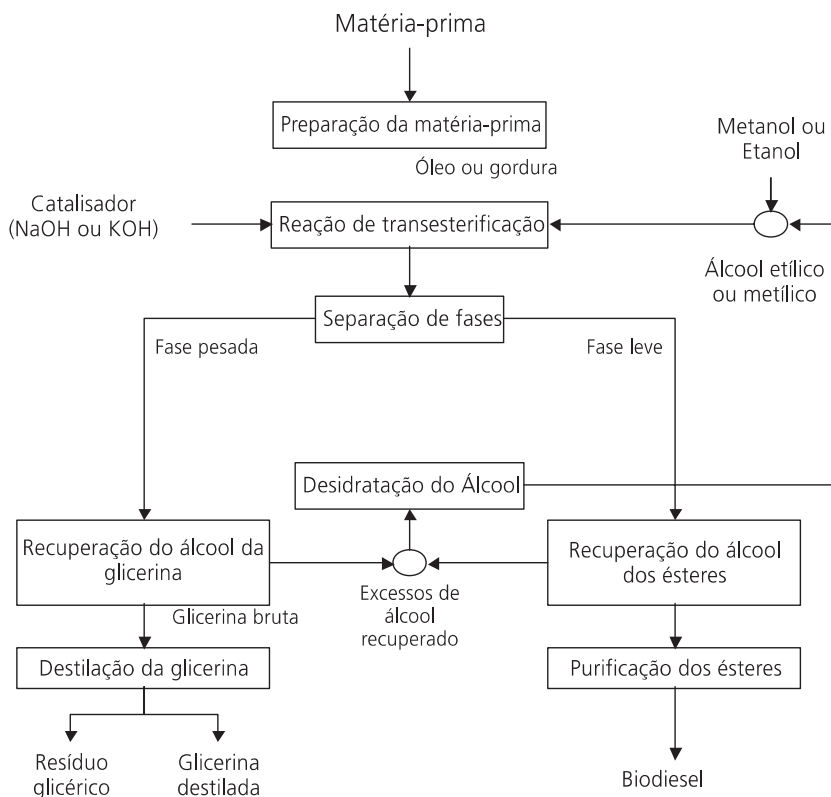 Matéria-prima
Preparação da matéria-prima
Óleo ou gordura
Metanol ou
Etanol
Catalisador
(NaOH ou KOH)
Reação de transesterificação
Álcool etílico
ou metílico
Separação de fases
Fase pesada
Fase leve
Desidratação do Álcool
Recuperação do álcool da
glicerina
Excessos de
álcool
recuperado
Recuperação do álcool
dos ésteres
Glicerina bruta
Destilação da glicerina
Purificação dos ésteres
Resíduo
glicérico
Glicerina
destilada
Biodiesel